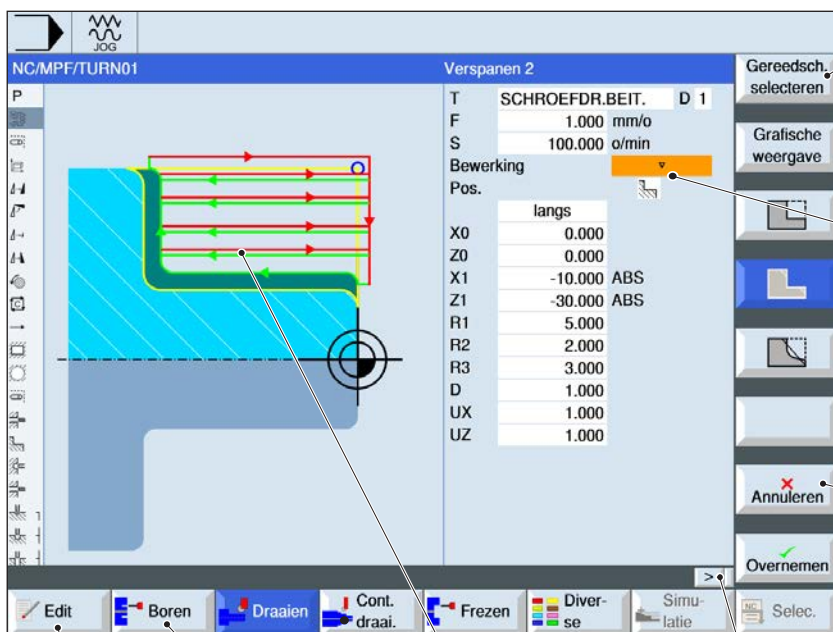 JOG
NC/MPF/TURN01
Verspanen 2
P
T SCHROEFDR.BEIT. D 1
F 1.000 mm/o
S 100.000 o/min
Bewerking
Pos.
langs
X0 0.000
Z0 0.000
X1 -10.000 ABS
Z1 -30.000 ABS
R1 5.000
R2 2.000
R3 3.000
D 1.000
UX 1.000
UZ 1.000
Gereedsch.
selecteren
Grafische
weergave
Annuleren
Overnemen
>
Edit
Boren
Draaien
Cont.
draai.
Frezen
Diver-
se
Simu-
latie
NC
Selec.